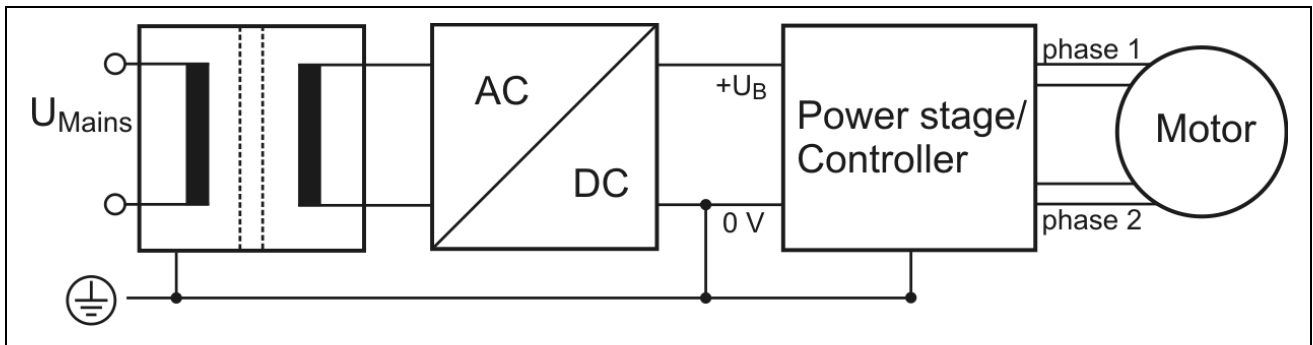 U_Mains
AC
DC
+U_B
0 V
Power stage/
Controller
phase 1
phase 2
Motor